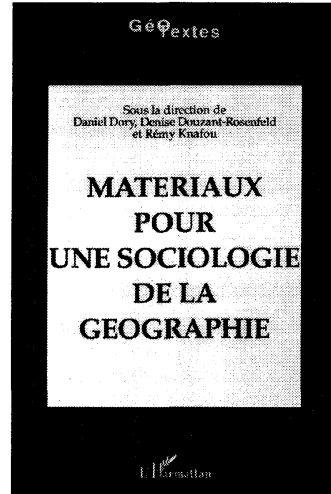 GéoTextes
Sous la direction de
Daniel Dory, Denise Douzant-Rosenfeld
et Rémy Knafou
MATERIAUX
POUR
UNE SOCIOLOGIE
DE LA
GEOGRAPHIE
L'Harmattan